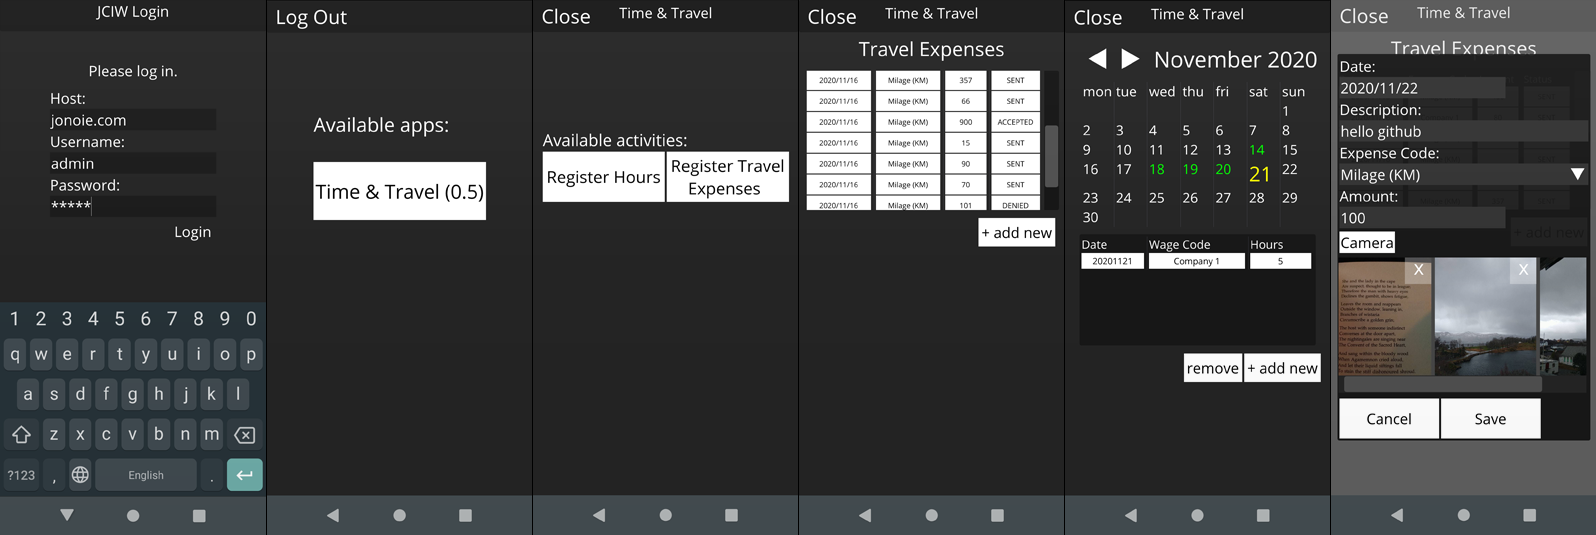 JCIW Login
Please log in.
Host:
jonoie.com
Username:
admin
Password:
*****
Login
1 2 3 4 5 6 7 8 9 0
q w e r t y u i o p
a s d f g h j k l
z x c v b n m
?123 , English .
Log Out
Available apps:
Time & Travel (0.5)
Close Time & Travel
Available activities:
Register Hours
Register Travel
Expenses
Close Time & Travel
Travel Expenses
2020/11/16 Milage (KM) 357 SENT
2020/11/16 Milage (KM) 66 SENT
2020/11/16 Milage (KM) 900 ACCEPTED
2020/11/16 Milage (KM) 15 SENT
2020/11/16 Milage (KM) 90 SENT
2020/11/16 Milage (KM) 70 SENT
2020/11/16 Milage (KM) 101 DENIED
+ add new
Close Time & Travel
November 2020
mon tue wed thu fri sat sun
1
2 3 4 5 6 7 8
9 10 11 12 13 14 15
16 17 18 19 20 21 22
23 24 25 26 27 28 29
30
Date Wage Code Hours
20201121 Company 1 5
remove + add new
Close Time & Travel
Travel Expenses
Date:
2020/11/22
Description:
hello github
Expense Code:
Milage (KM)
Amount:
100
+ add new
Camera
X X
Cancel Save